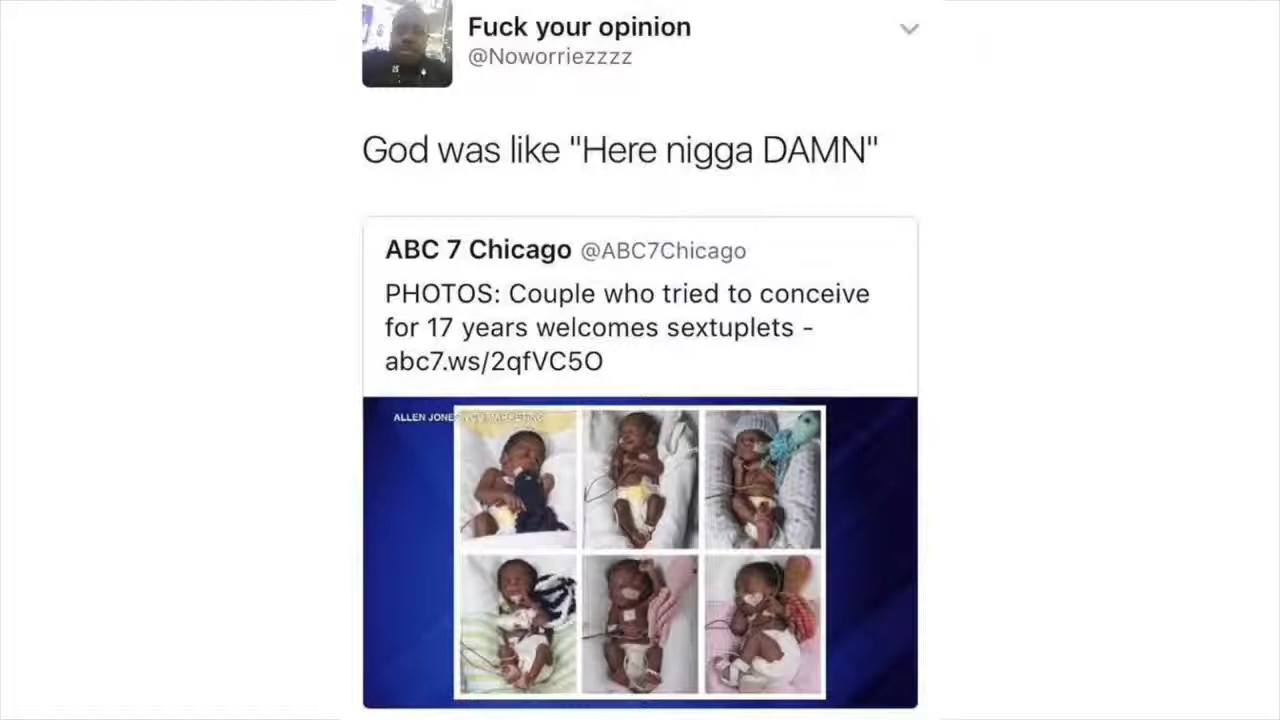 Fuck your opinion
@Noworriezzzz
God was like "Here nigga DAMN"
ABC 7 Chicago @ABC7Chicago
PHOTOS: Couple who tried to conceive
for 17 years welcomes sextuplets -
abc7.ws/2qfVC5O
ALLEN JONE